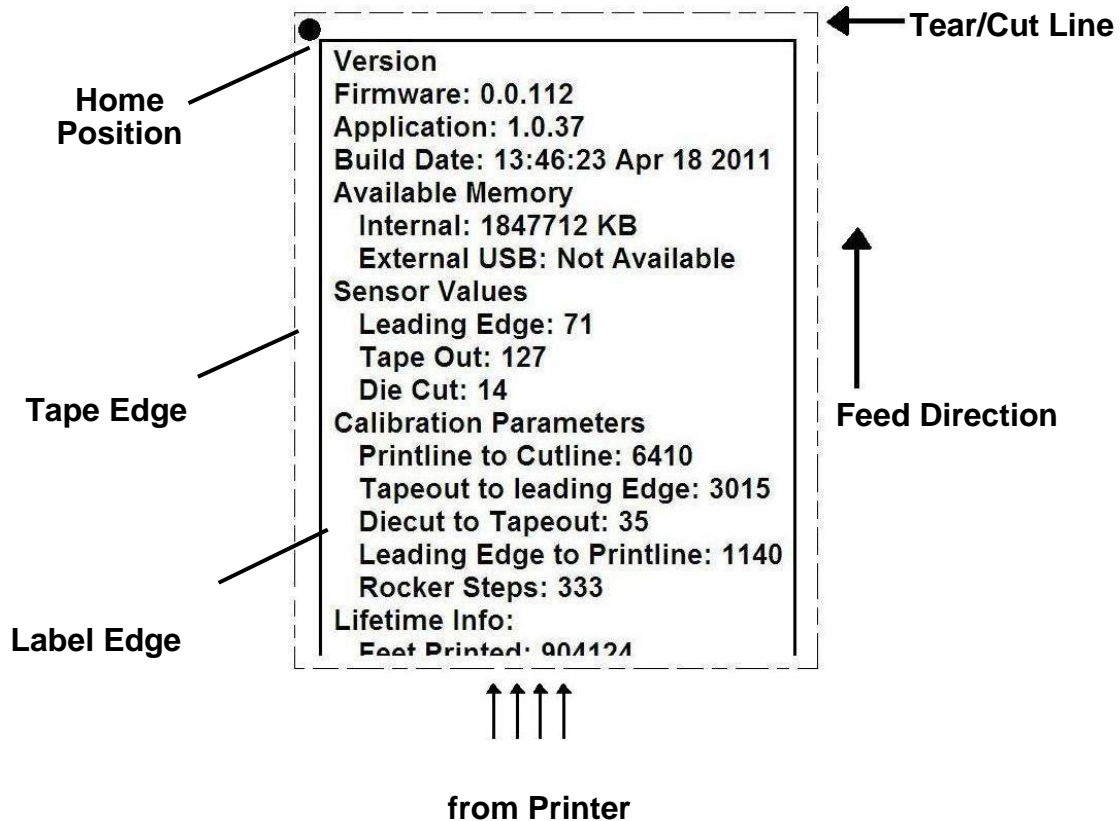 Tear/Cut Line
Home
Position
Version
Firmware: 0.0.112
Application: 1.0.37
Build Date: 13:46:23 Apr 18 2011
Available Memory
Internal: 1847712 KB
External USB: Not Available
Sensor Values
Leading Edge: 71
Tape Out: 127
Die Cut: 14
Calibration Parameters
Printline to Cutline: 6410
Tapeout to leading Edge: 3015
Diecut to Tapeout: 35
Leading Edge to Printline: 1140
Rocker Steps: 333
Lifetime Info:
Feet Printed: 904124
Tape Edge
Feed Direction
Label Edge
from Printer